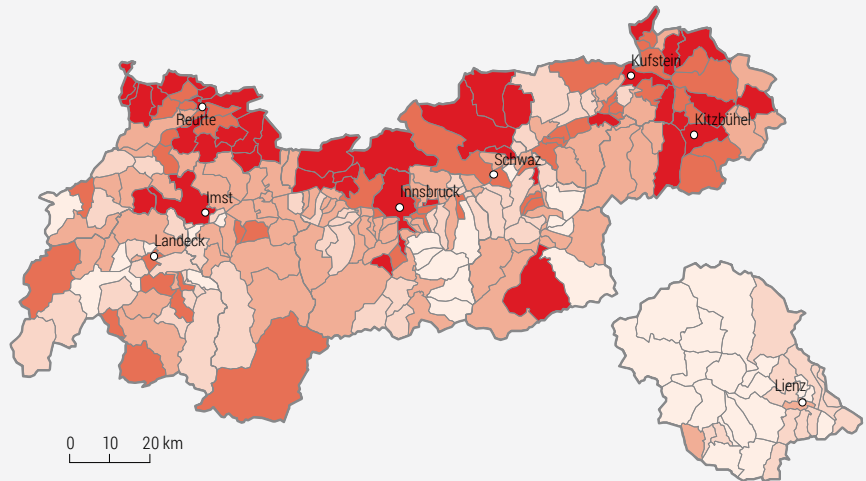 Kufstein
Reutte
Kitzbühel
Schwaz
Imst
Innsbruck
Landeck
Lienz
0 10 20 km